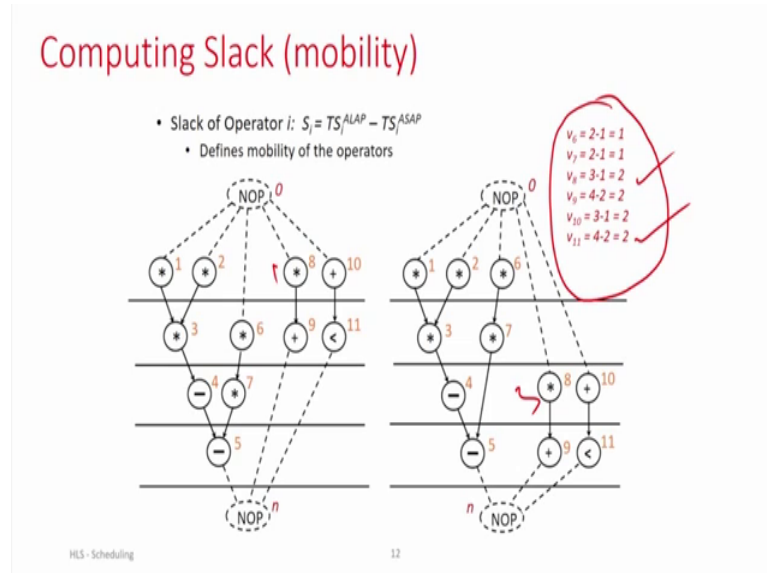 Computing Slack (mobility)
• Slack of Operator i: Sᵢ = TSᵢᴬᴸᴬᴾ – TSᵢᴬˢᴬᴾ
• Defines mobility of the operators
v₆ = 2-1 = 1
v₇ = 2-1 = 1
v₈ = 3-1 = 2
v₉ = 4-2 = 2
v₁₀ = 3-1 = 2
v₁₁ = 4-2 = 2
NOP 0
* 1 * 2 * 8 + 10
* 3 * 6 + 9 < 11
− 4 * 7
− 5
NOP n
NOP 0
* 1 * 2 * 6
* 3 * 7
− 4 * 8 + 10
− 5 + 9 < 11
n NOP
HLS - Scheduling
12